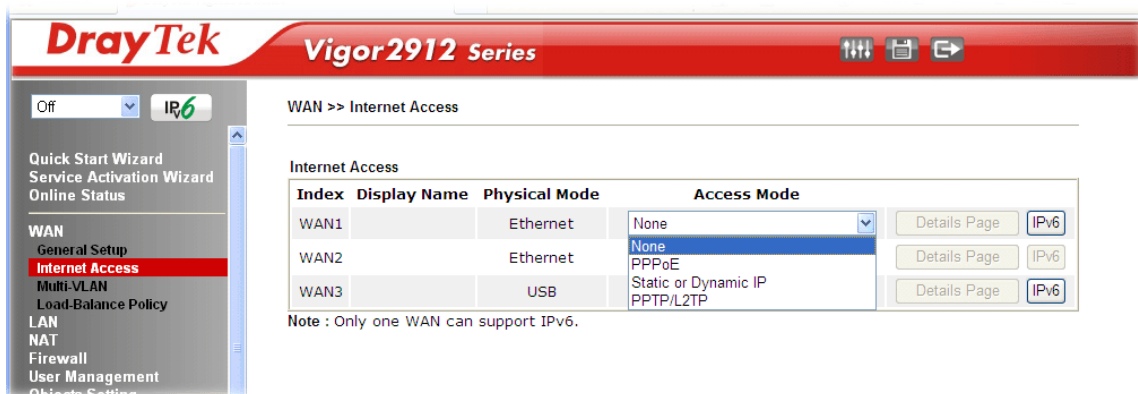 DrayTek
Vigor2912 Series
Off
IPv6
WAN >> Internet Access
Quick Start Wizard
Service Activation Wizard
Online Status
WAN
General Setup
Internet Access
Multi-VLAN
Load-Balance Policy
LAN
NAT
Firewall
User Management
Objects Setting
Internet Access
Index Display Name Physical Mode Access Mode
WAN1 Ethernet None Details Page IPv6
WAN2 Ethernet Details Page IPv6
WAN3 USB Details Page IPv6
None
PPPoE
Static or Dynamic IP
PPTP/L2TP
Note : Only one WAN can support IPv6.